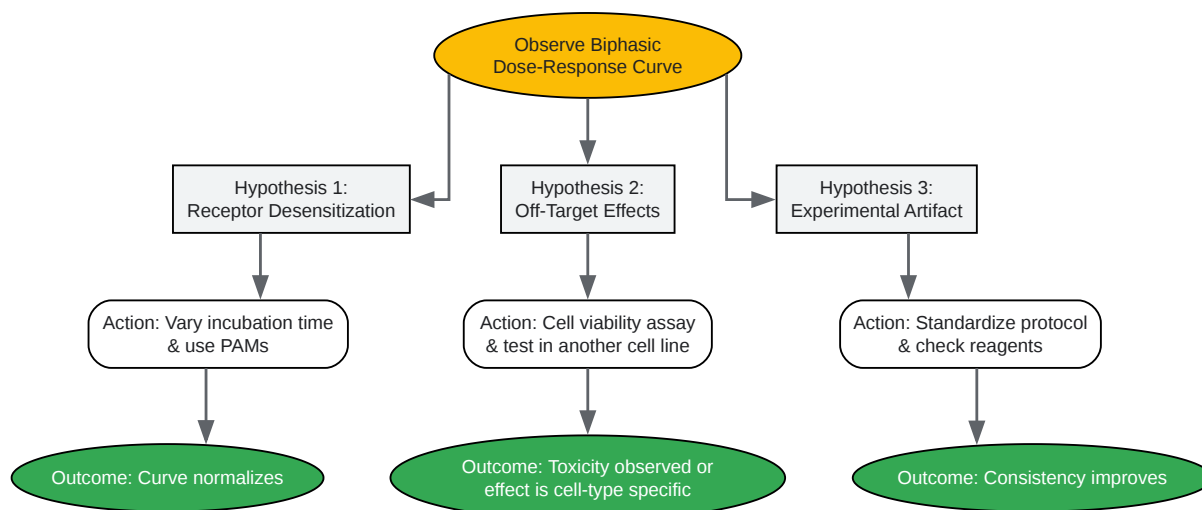 Observe Biphasic
Dose-Response Curve
Hypothesis 1:
Receptor Desensitization
Hypothesis 2:
Off-Target Effects
Hypothesis 3:
Experimental Artifact
Action: Vary incubation time
& use PAMs
Action: Cell viability assay
& test in another cell line
Action: Standardize protocol
& check reagents
Outcome: Curve normalizes
Outcome: Toxicity observed or
effect is cell-type specific
Outcome: Consistency improves